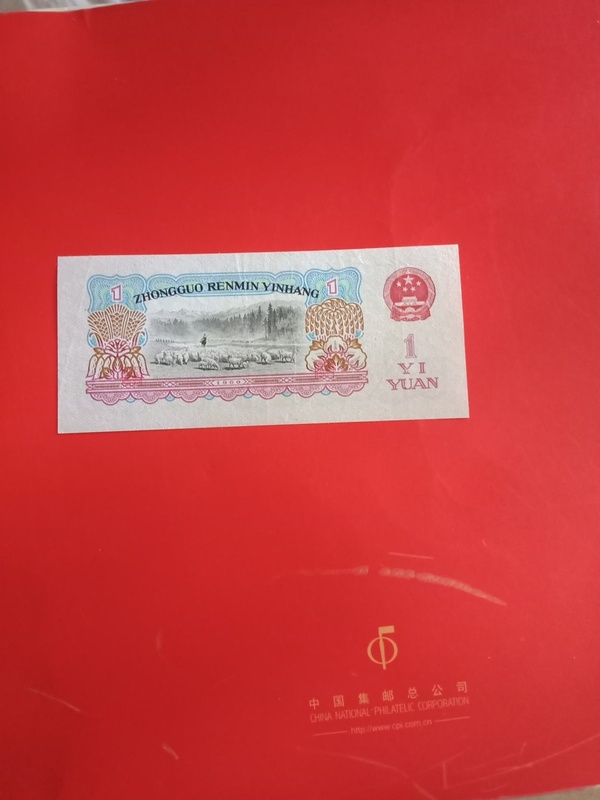 1
ZHONGGUO RENMIN YINHANG
1
1960
1
YI
YUAN
中国集邮总公司
CHINA NATIONAL PHILATELIC CORPORATION
http://www.cpi.com.cn